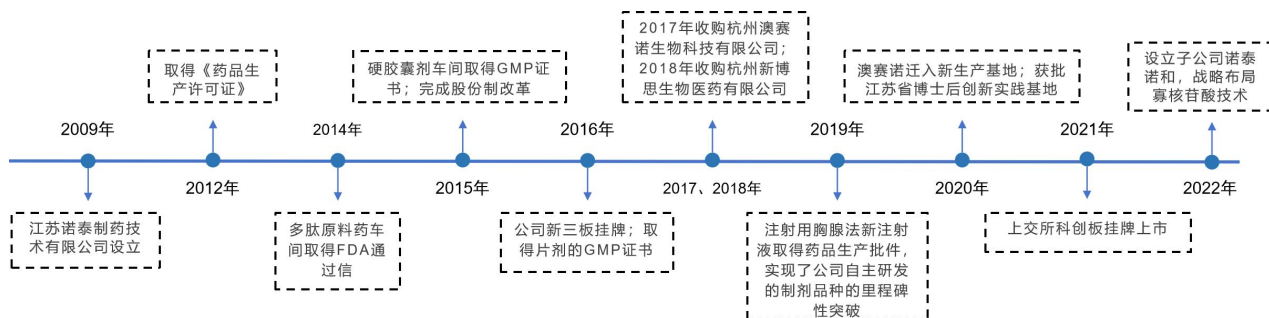 2009年
江苏诺泰制药技
术有限公司设立
取得《药品生
产许可证》
2012年
2014年
多肽原料药车
间取得FDA通
过信
硬胶囊剂车间取得GMP证
书；完成股份制改革
2015年
2016年
公司新三板挂牌；取
得片剂的GMP证书
2017年收购杭州澳赛
诺生物科技有限公司；
2018年收购杭州新博
思生物医药有限公司
2017、2018年
2019年
注射用胸腺法新注射
液取得药品生产批件，
实现了公司自主研发
的制剂品种的里程碑
性突破
澳赛诺迁入新生产基地；获批
江苏省博士后创新实践基地
2020年
2021年
上交所科创板挂牌上市
设立子公司诺泰
诺和，战略布局
寡核苷酸技术
2022年